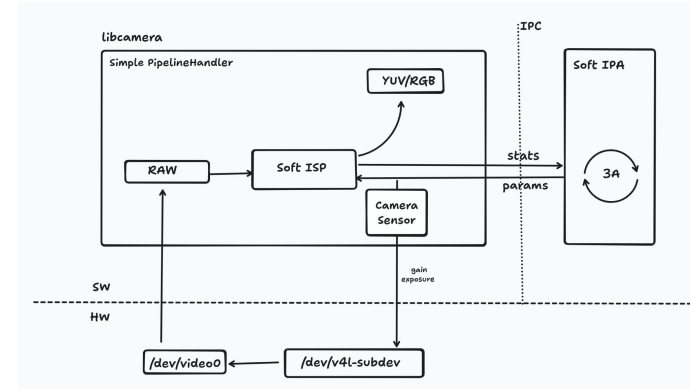 IPC
libcamera
Simple PipelineHandler
Soft IPA
YUV/RGB
stats
RAW
Soft ISP
3A
params
Camera
Sensor
gain
exposure
SW
HW
/dev/video0
/dev/v4l-subdev